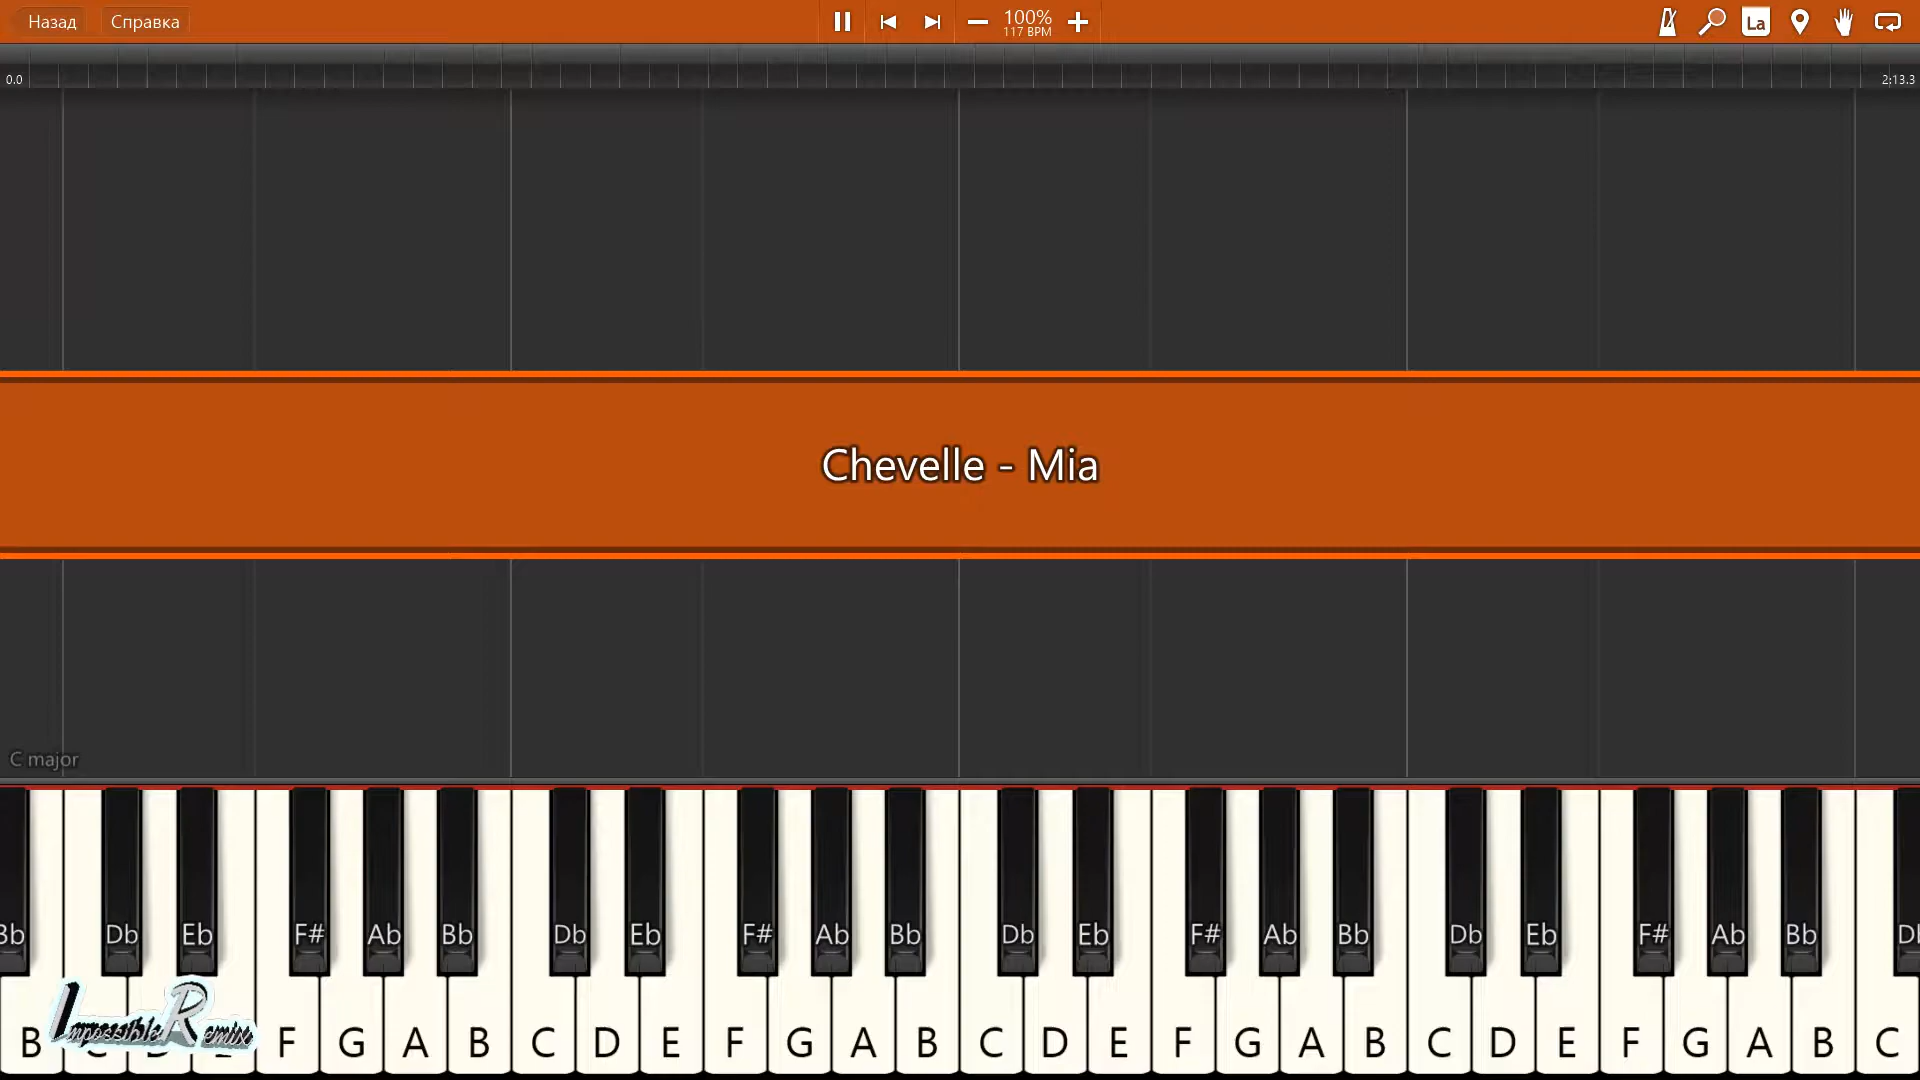 Назад Справка 100% 117 BPM La
0.0 2:13.3
Chevelle - Mia
C major
Bb Db Eb F# Ab Bb Db Eb F# Ab Bb Db Eb F# Ab Bb Db Eb F# Ab Bb
Impossible Remix
B F G A B C D E F G A B C D E F G A B C D E F G A B C